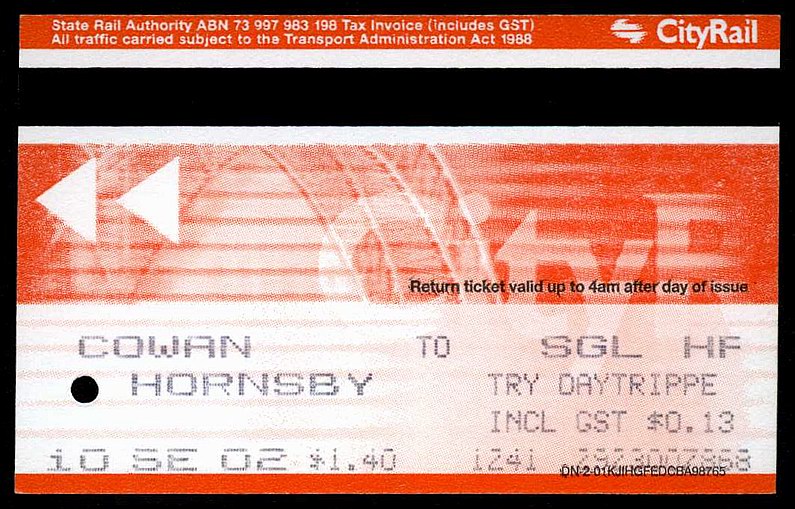 State Rail Authority ABN 73 997 983 198 Tax Invoice (includes GST)
All traffic carried subject to the Transport Administration Act 1988
CityRail
Return ticket valid up to 4am after day of issue
COWAN TO SGL HF
HORNSBY TRY DAYTRIPPE
INCL GST $0.13
10 SE 02 $1.40 1241
QN-2-01KJIHGFEDCBA98765